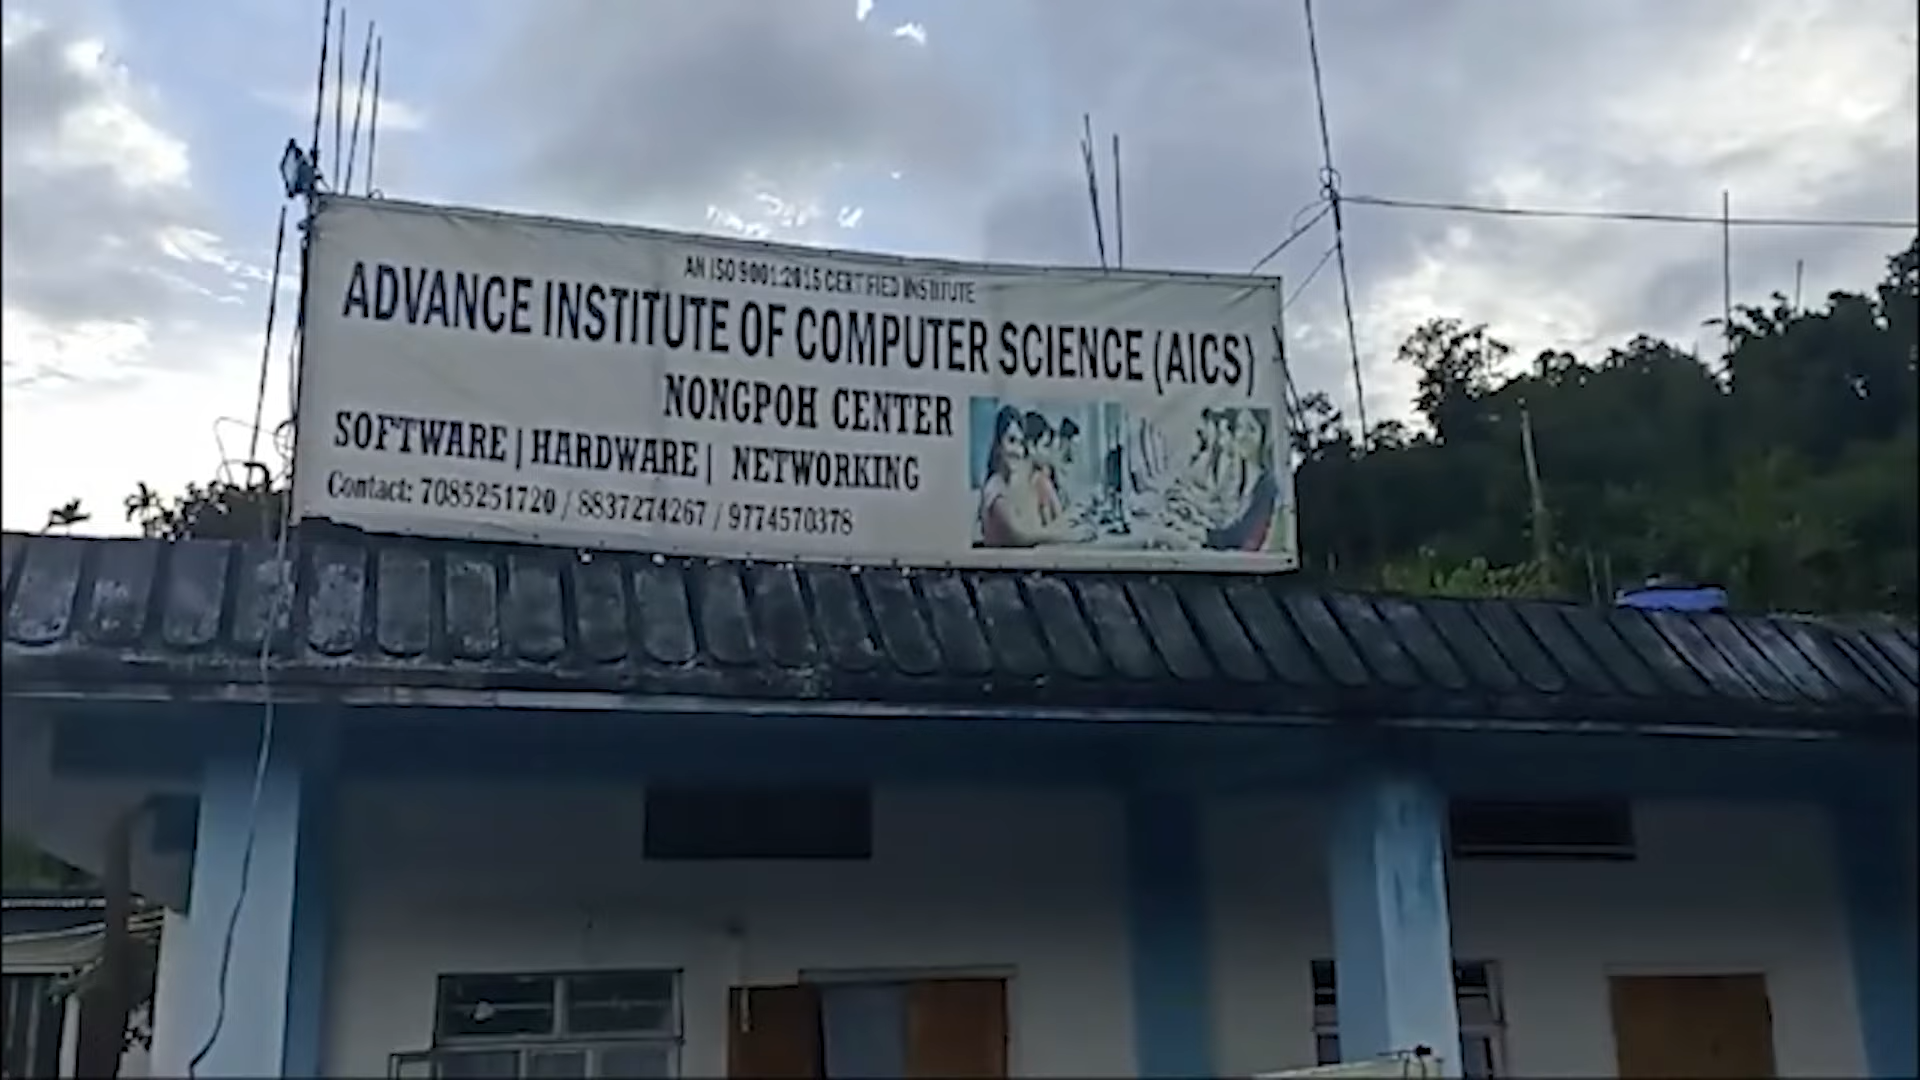 AN ISO 9001:2015 CERTIFIED INSTITUTE
ADVANCE INSTITUTE OF COMPUTER SCIENCE (AICS)
NONGPOH CENTER
SOFTWARE | HARDWARE | NETWORKING
Contact: 7085251720 / 8837274267 / 9774570378